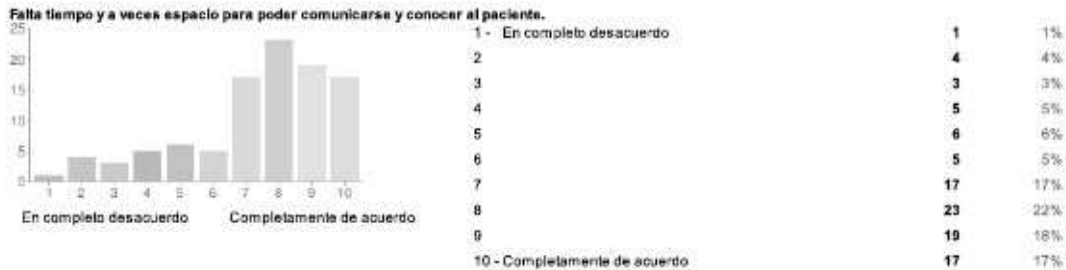 Falta tiempo y a veces espacio para poder comunicarse y conocer al paciente.
25
20
15
10
5
0
1 2 3 4 5 6 7 8 9 10
En completo desacuerdo Completamente de acuerdo
1 - En completo desacuerdo 1 1%
2 4 4%
3 3 3%
4 5 5%
5 6 6%
6 5 5%
7 17 17%
8 23 22%
9 19 18%
10 - Completamente de acuerdo 17 17%